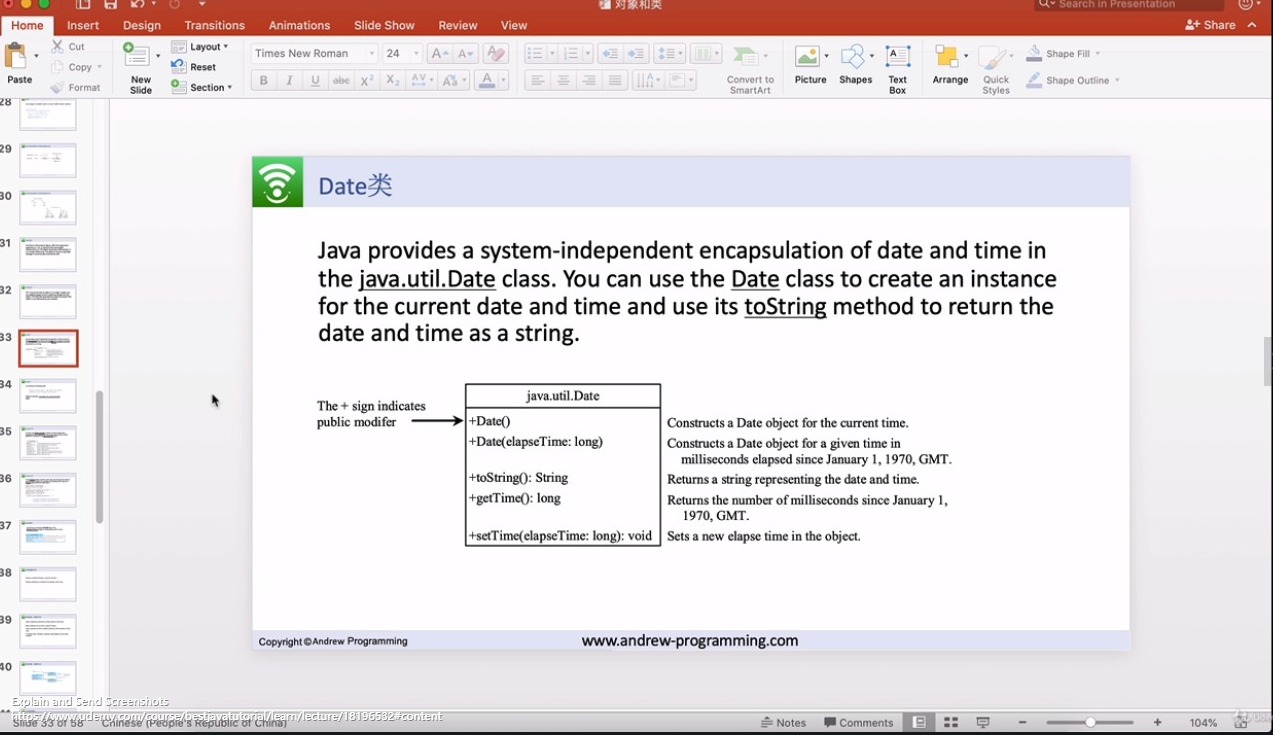 对象和类
Search in Presentation
Home Insert Design Transitions Animations Slide Show Review View
Share
Paste
Cut
Copy
Format
New Slide
Layout
Reset
Section
Times New Roman 24
B I U abc X² X₂ AV
Convert to SmartArt
Picture Shapes Text Box
Arrange Quick Styles
Shape Fill
Shape Outline
28
29
30
31
32
33
34
35
36
37
38
39
40
Date类
Java provides a system-independent encapsulation of date and time in
the java.util.Date class. You can use the Date class to create an instance
for the current date and time and use its toString method to return the
date and time as a string.
The + sign indicates
public modifer
java.util.Date
+Date() Constructs a Date object for the current time.
+Date(elapseTime: long) Constructs a Date object for a given time in
milliseconds elapsed since January 1, 1970, GMT.
+toString(): String Returns a string representing the date and time.
+getTime(): long Returns the number of milliseconds since January 1,
1970, GMT.
+setTime(elapseTime: long): void Sets a new elapse time in the object.
Copyright ©Andrew Programming www.andrew-programming.com
Explain and Send Screenshots
https://www.udemy.com/course/bestjavatutorial/learn/lecture/18196532#content
Slide 33 of 58 Chinese (People's Republic of China)
Notes Comments 104%